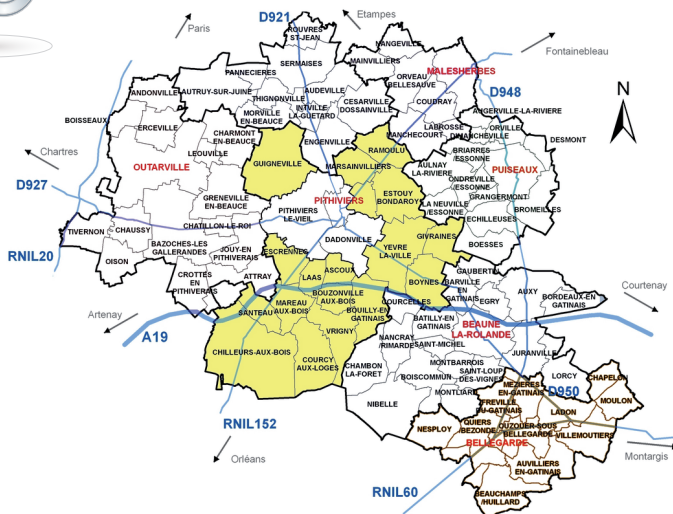 D921
Etampes
Paris
ROUVRES
ST-JEAN
NANGEVILLE
Fontainebleau
SERMAISES
MAINVILLIERS
MALESHERBES
PANNECIERES
ORVEAU
BELLESAUVE
D948
N
ANDONVILLE
AUTRUY-SUR-JUINE
AUDEVILLE
THIGNONVILLE
CESARVILLE
DOSSAINVILLE
COUDRAY
INTVILLE
LA-GUETARD
MORVILLE
EN-BEAUCE
AUGERVILLE-LA-RIVIERE
BOISSEAUX
ERCEVILLE
CHARMONT
EN-BEAUCE
ENGENVILLE
MANCHECOURT
LABROSSE
ORVILLE
DIMANCHEVILLE
DESMONT
Chartres
LEOUVILLE
RAMOULU
BRIARRES
/ESSONNE
OUTARVILLE
GUIGNEVILLE
MARSAINVILLIERS
AULNAY
LA-RIVIERE
PUISEAUX
D927
ONDREVILLE
/ESSONNE
GRENEVILLE
EN-BEAUCE
PITHIVIERS
ESTOUY
BONDAROY
GRANGERMONT
LA NEUVILLE
/ESSONNE
BROMEILLES
PITHIVIERS
LE-VIEIL
ECHILLEUSES
CHATILLON-LE-ROI
TIVERNON
CHAUSSY
BAZOCHES-LES
GALLERANDES
DADONVILLE
GIVRAINES
BOESSES
RNIL20
OISON
JOUY-EN
PITHIVERAIS
ESCRENNES
YEVRE
LA-VILLE
CROTTES
EN
PITHIVERAIS
ATTRAY
LAAS
ASCOUX
GAUBERTIN
BOYNES
BARVILLE
EN
GATINAIS
AUXY
Courtenay
BOUZONVILLE
AUX-BOIS
COURCELLES
EGRY
BORDEAUX-EN
GATINAIS
MAREAU
AUX-BOIS
SANTEAU
BOUILLY-EN
GATINAIS
BATILLY-EN
GATINAIS
BEAUNE
LA-ROLANDE
Artenay
A19
VRIGNY
NANCRAY
/RIMARDE
SAINT-MICHEL
JURANVILLE
CHILLEURS-AUX-BOIS
COURCY
AUX-LOGES
CHAMBON
LA-FORET
MONTBARROIS
SAINT-LOUP
DES-VIGNES
BOISCOMMUN
LORCY
CHAPELON
MEZIERES
EN-GATINAIS
D950
MONTLIARD
MOULON
NIBELLE
FREVILLE
DU-GATINAIS
LADON
RNIL152
NESPLOY
QUIERS
/BEZONDE
OUZOUER-SOUS
BELLEGARDE
VILLEMOUTIERS
BELLEGARDE
Orléans
Montargis
AUVILLIERS
EN-GATINAIS
RNIL60
BEAUCHAMPS
/HUILLARD